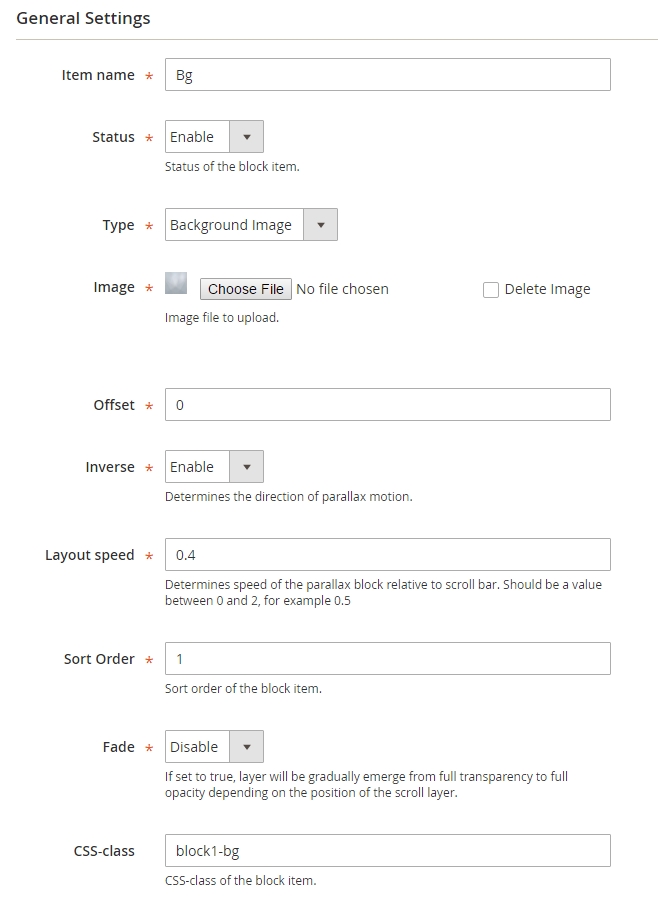 General Settings
Item name *
Bg
Status *
Enable
Status of the block item.
Type *
Background Image
Image *
Choose File No file chosen
Delete Image
Image file to upload.
Offset *
0
Inverse *
Enable
Determines the direction of parallax motion.
Layout speed *
0.4
Determines speed of the parallax block relative to scroll bar. Should be a value
between 0 and 2, for example 0.5
Sort Order *
1
Sort order of the block item.
Fade *
Disable
If set to true, layer will be gradually emerge from full transparency to full
opacity depending on the position of the scroll layer.
CSS-class
block1-bg
CSS-class of the block item.